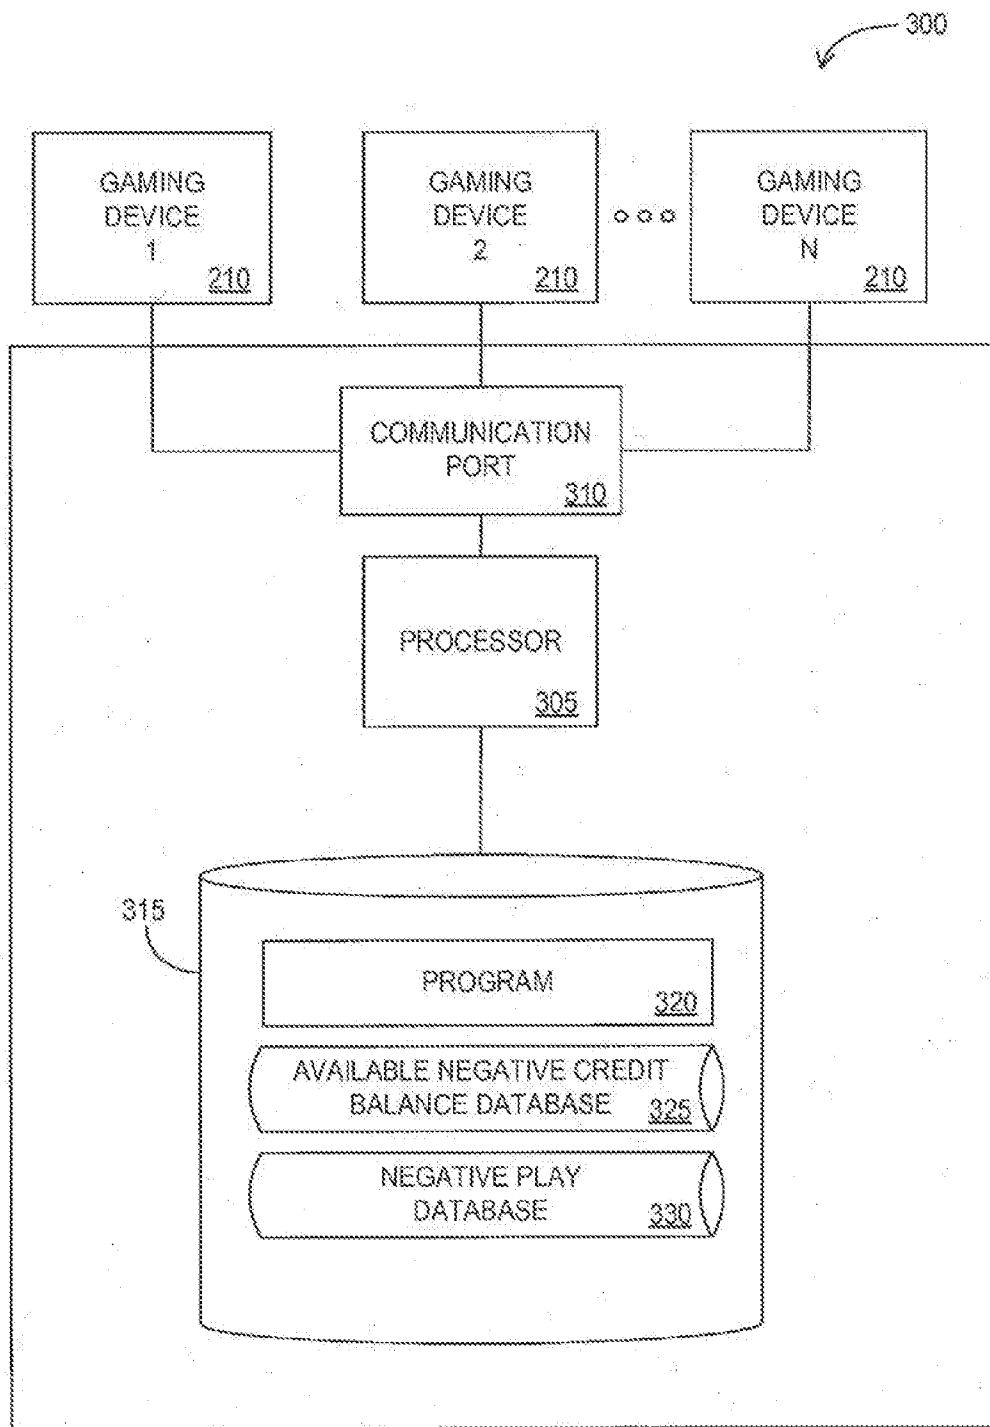 300
GAMING
DEVICE
1
210
GAMING
DEVICE
2
210
GAMING
DEVICE
N
210
COMMUNICATION
PORT
310
PROCESSOR
305
315
PROGRAM
320
AVAILABLE NEGATIVE CREDIT
BALANCE DATABASE
325
NEGATIVE PLAY
DATABASE
330